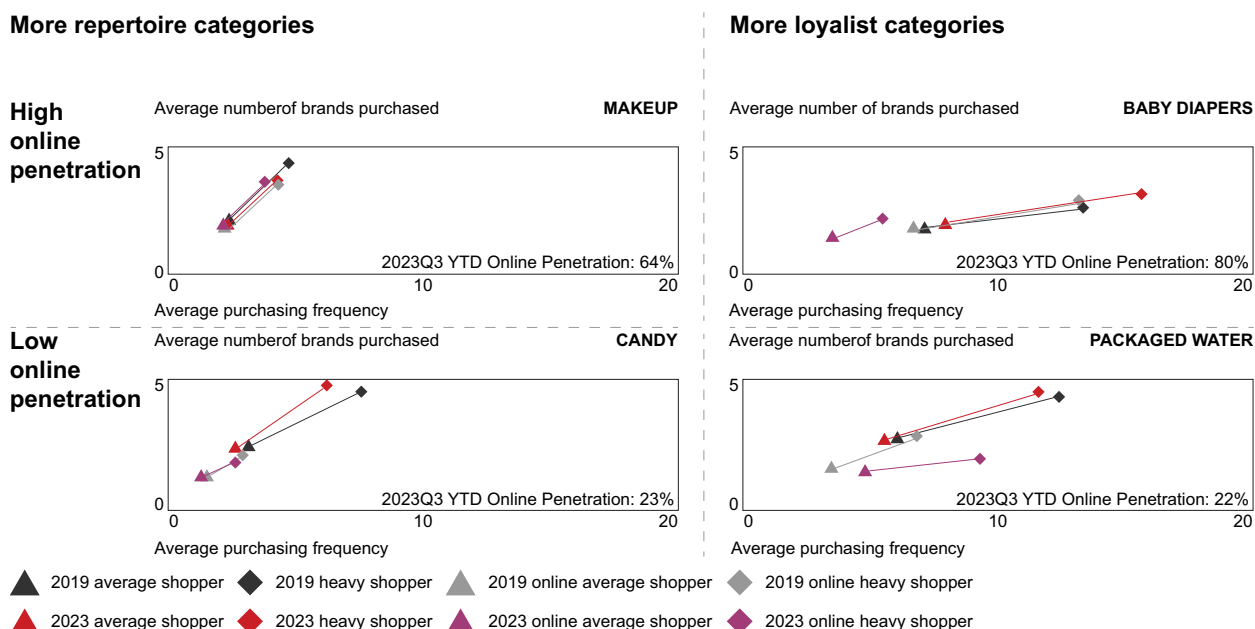 More repertoire categories
More loyalist categories
High
online
penetration
Average numberof brands purchased
MAKEUP
5
0
2023Q3 YTD Online Penetration: 64%
0
10
20
Average purchasing frequency
Average number of brands purchased
BABY DIAPERS
5
0
2023Q3 YTD Online Penetration: 80%
0
10
20
Average purchasing frequency
Low
online
penetration
Average numberof brands purchased
CANDY
5
0
2023Q3 YTD Online Penetration: 23%
0
10
20
Average purchasing frequency
Average numberof brands purchased
PACKAGED WATER
5
0
2023Q3 YTD Online Penetration: 22%
0
10
20
Average purchasing frequency
2019 average shopper
2019 heavy shopper
2019 online average shopper
2019 online heavy shopper
2023 average shopper
2023 heavy shopper
2023 online average shopper
2023 online heavy shopper